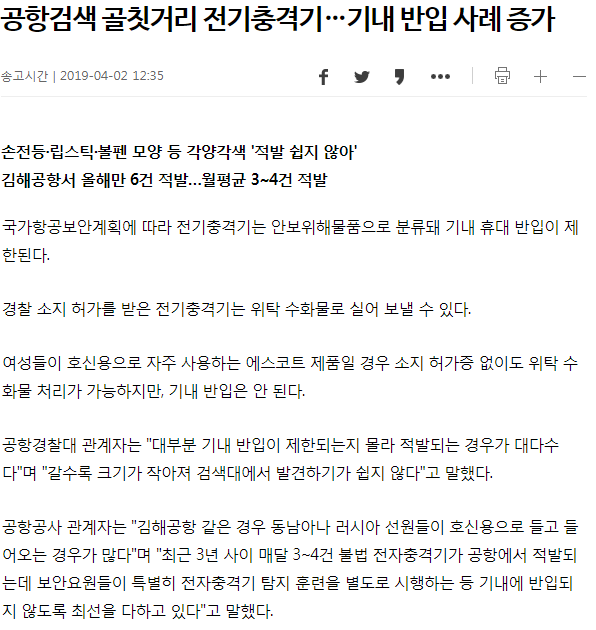 공항검색 골칫거리 전기충격기…기내 반입 사례 증가
송고시간 | 2019-04-02 12:35
손전등·립스틱·볼펜 모양 등 각양각색 '적발 쉽지 않아'
김해공항서 올해만 6건 적발…월평균 3~4건 적발
국가항공보안계획에 따라 전기충격기는 안보위해물품으로 분류돼 기내 휴대 반입이 제
한된다.
경찰 소지 허가를 받은 전기충격기는 위탁 수화물로 실어 보낼 수 있다.
여성들이 호신용으로 자주 사용하는 에스코트 제품일 경우 소지 허가증 없이도 위탁 수
화물 처리가 가능하지만, 기내 반입은 안 된다.
공항경찰대 관계자는 "대부분 기내 반입이 제한되는지 몰라 적발되는 경우가 대다수
다"며 "갈수록 크기가 작아져 검색대에서 발견하기가 쉽지 않다"고 말했다.
공항공사 관계자는 "김해공항 같은 경우 동남아나 러시아 선원들이 호신용으로 들고 들
어오는 경우가 많다"며 "최근 3년 사이 매달 3~4건 불법 전자충격기가 공항에서 적발되
는데 보안요원들이 특별히 전자충격기 탐지 훈련을 별도로 시행하는 등 기내에 반입되
지 않도록 최선을 다하고 있다"고 말했다.